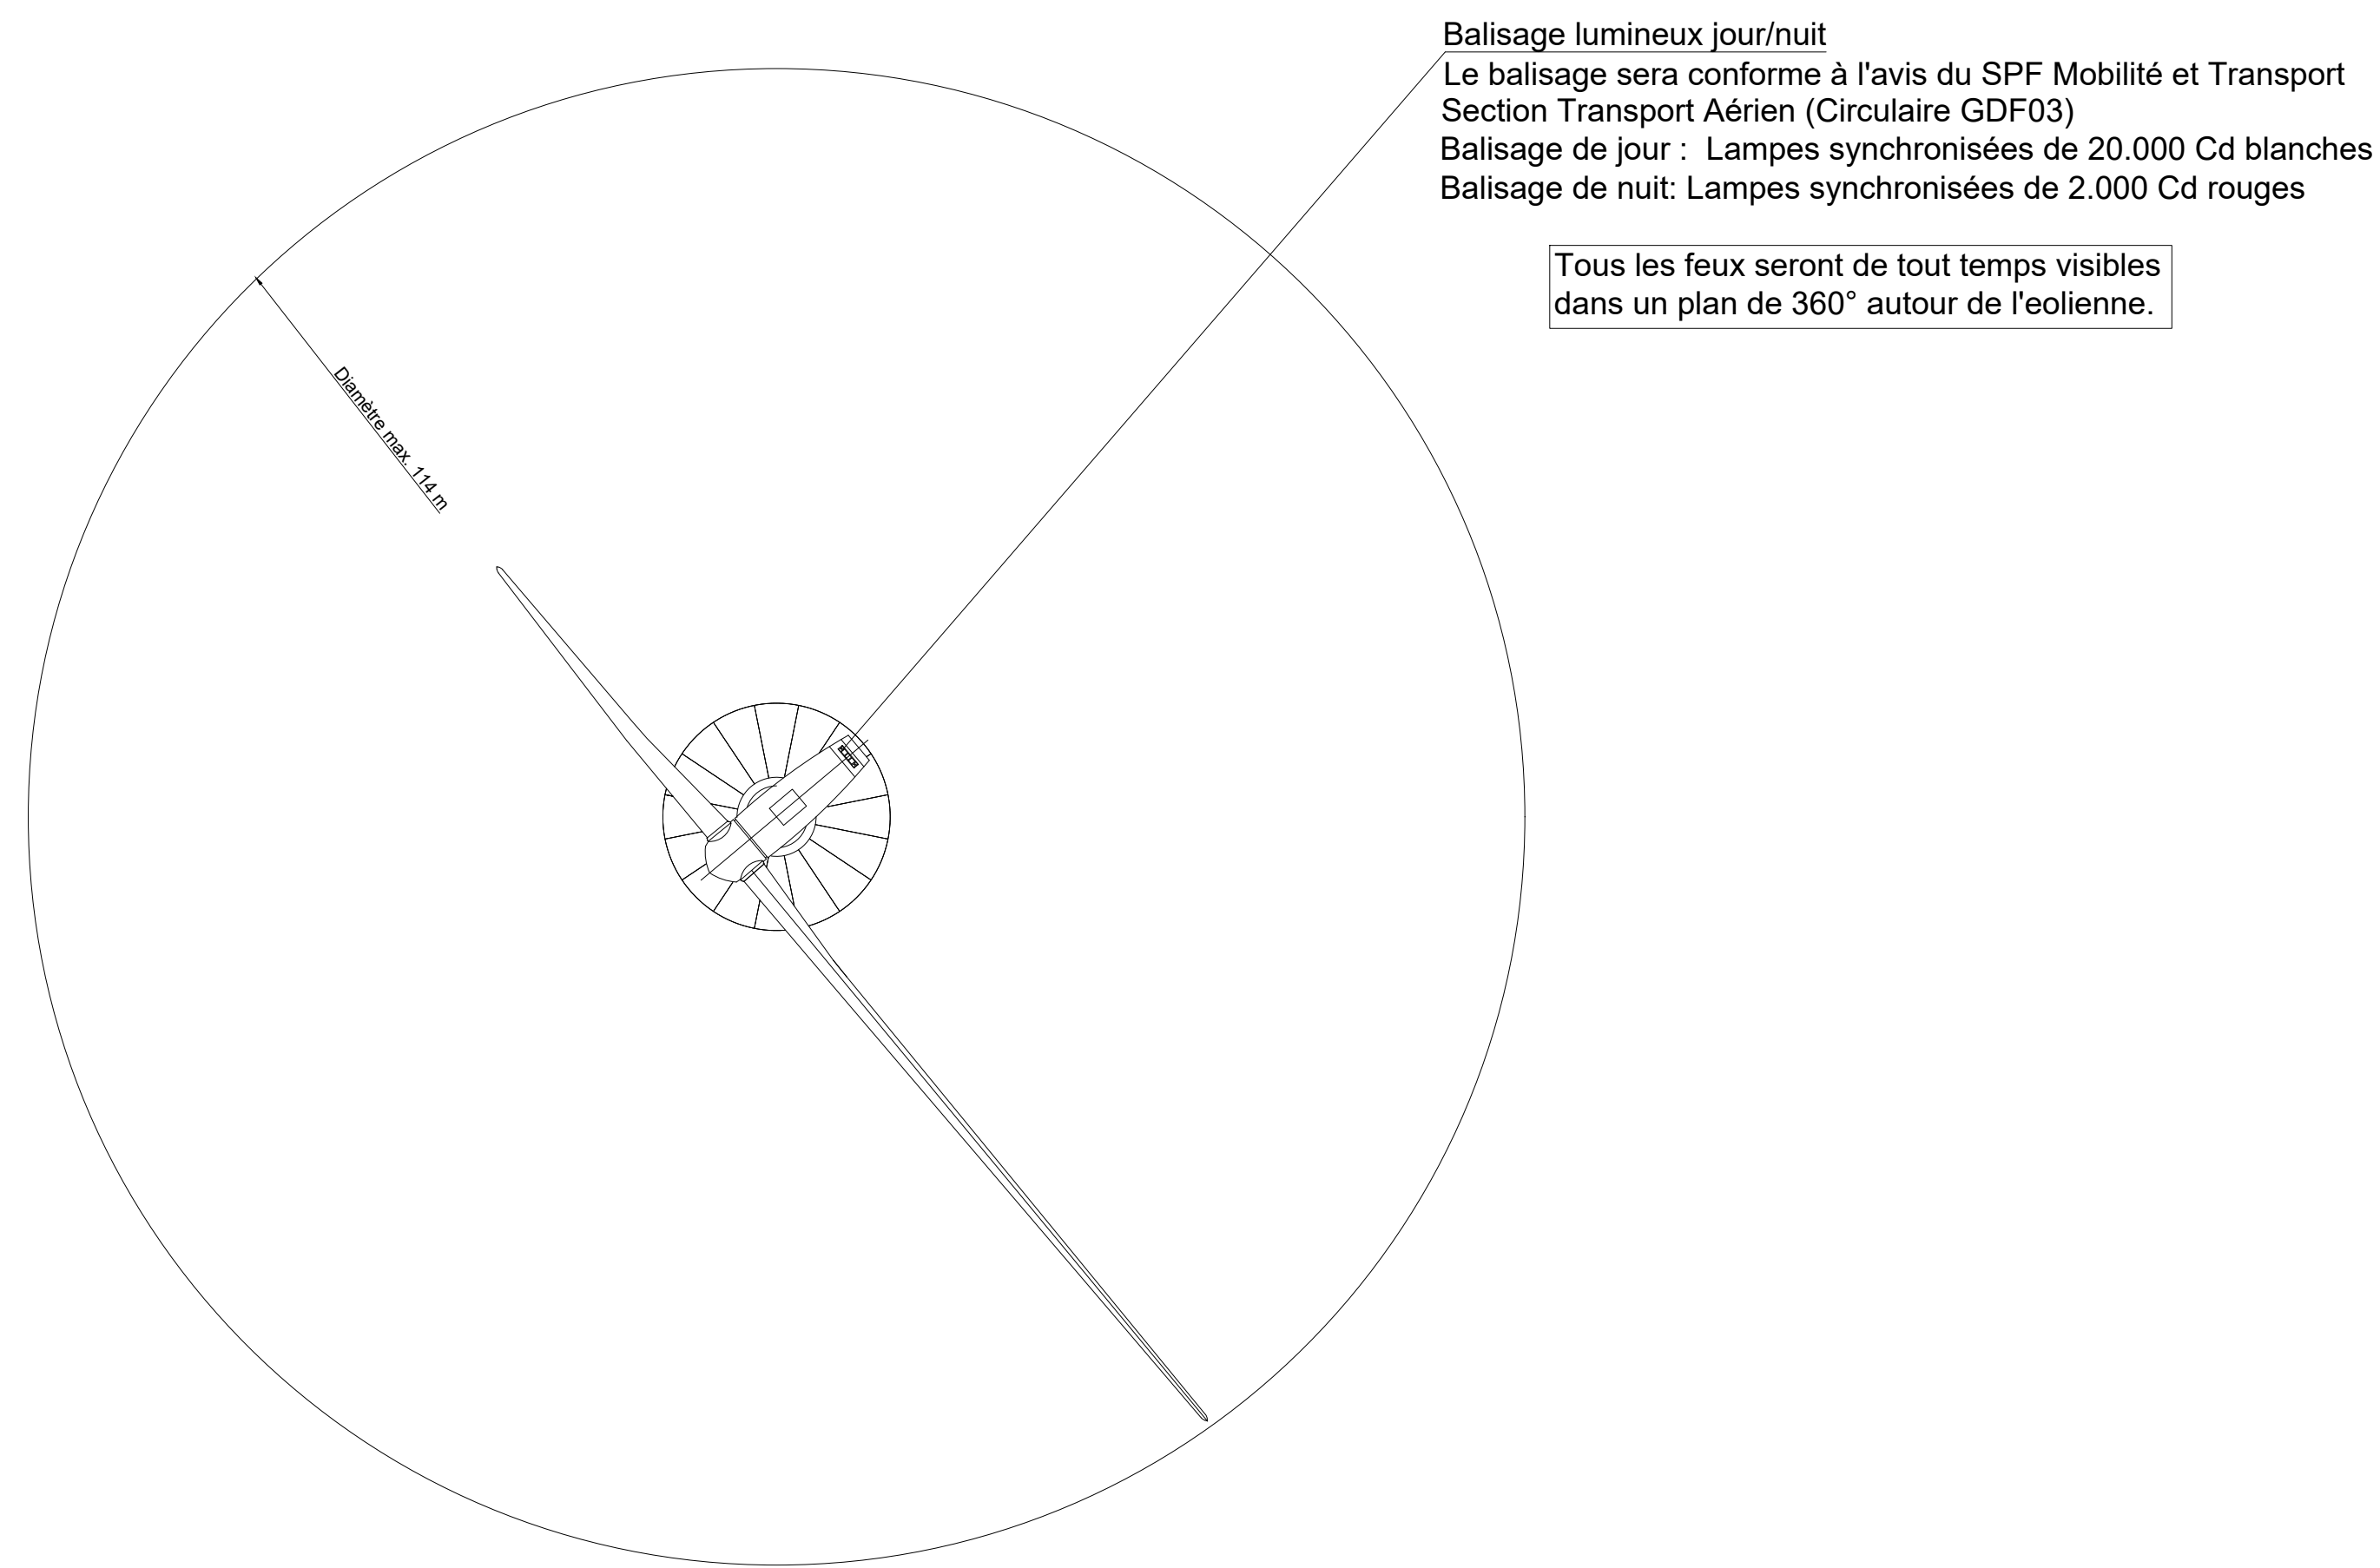 Balisage lumineux jour/nuit
Le balisage sera conforme à l'avis du SPF Mobilité et Transport
Section Transport Aérien (Circulaire GDF03)
Balisage de jour : Lampes synchronisées de 20.000 Cd blanches
Balisage de nuit: Lampes synchronisées de 2.000 Cd rouges
Tous les feux seront de tout temps visibles
dans un plan de 360° autour de l'eolienne.
Diamètre max. 114 m